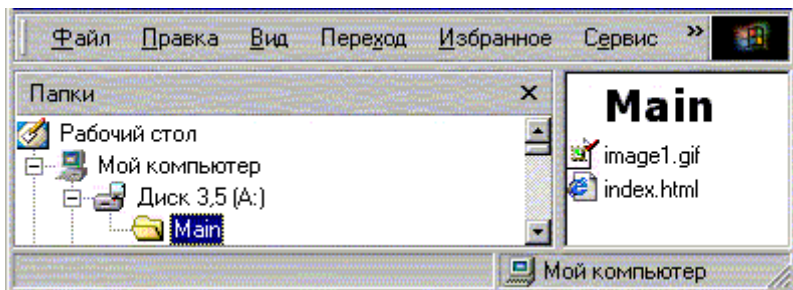 Файл Правка Вид Переход Избранное Сервис »
Папки
Рабочий стол
Мой компьютер
Диск 3,5 (A:)
Main
Main
image1.gif
index.html
Мой компьютер